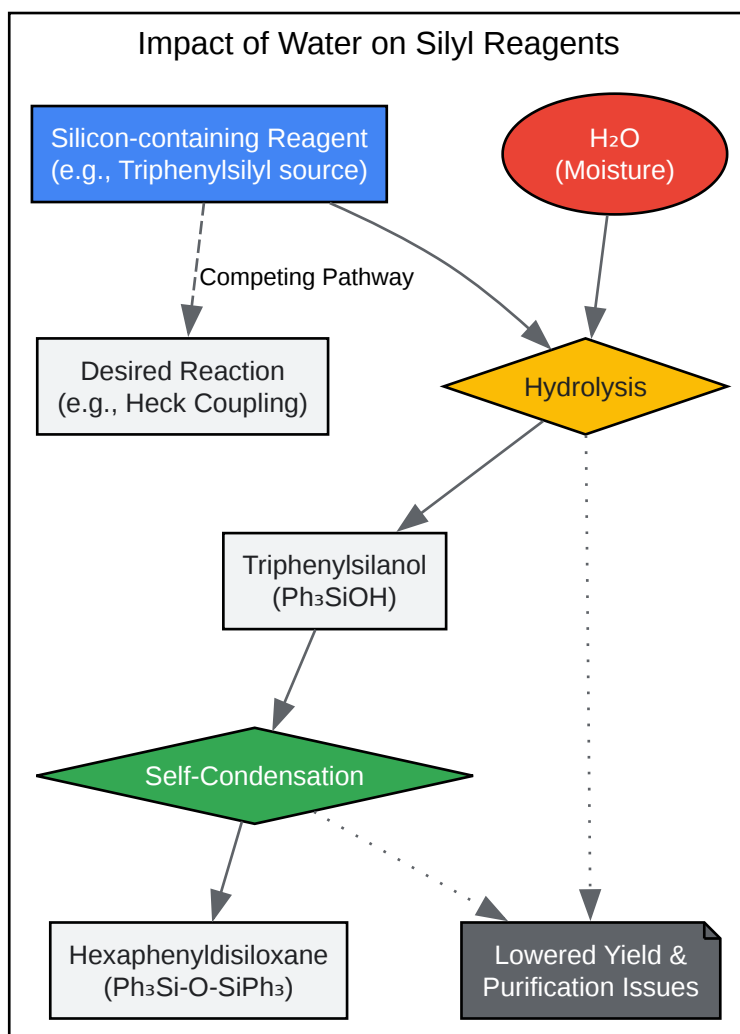 Impact of Water on Silyl Reagents
Silicon-containing Reagent
(e.g., Triphenylsilyl source)
H₂O
(Moisture)
Competing Pathway
Desired Reaction
(e.g., Heck Coupling)
Hydrolysis
Triphenylsilanol
(Ph₃SiOH)
Self-Condensation
Hexaphenyldisiloxane
(Ph₃Si-O-SiPh₃)
Lowered Yield &
Purification Issues